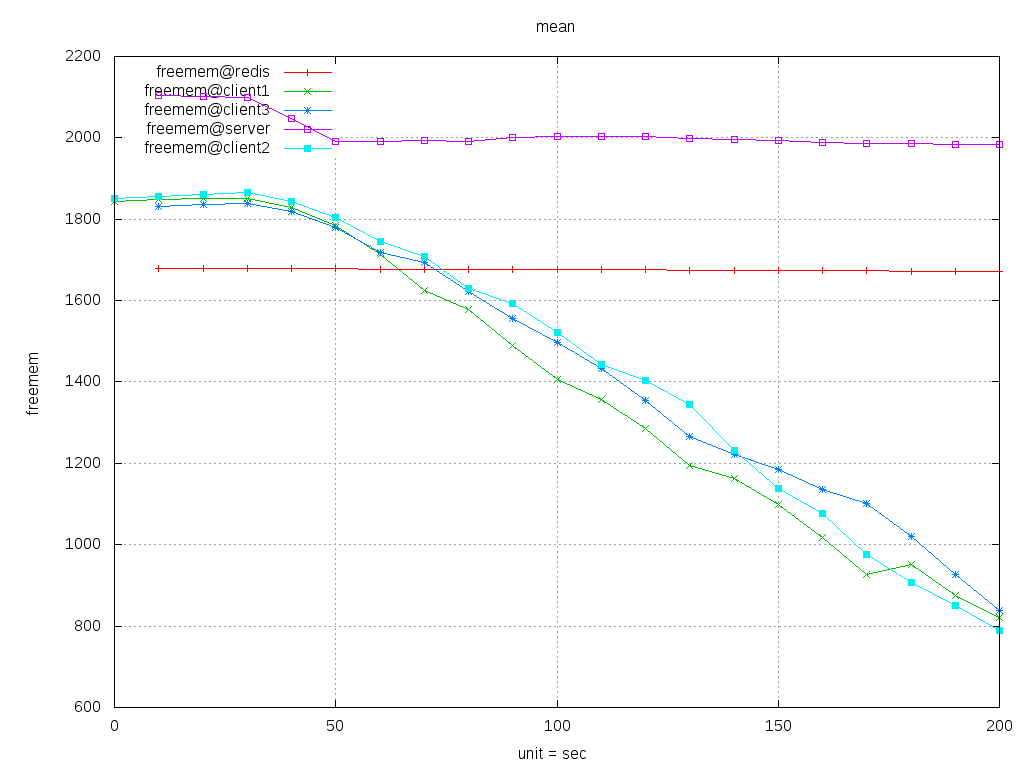 mean
2200
2000
1800
1600
1400
1200
1000
800
600
freemem
freemem@redis
freemem@client1
freemem@client3
freemem@server
freemem@client2
0 50 100 150 200
unit = sec